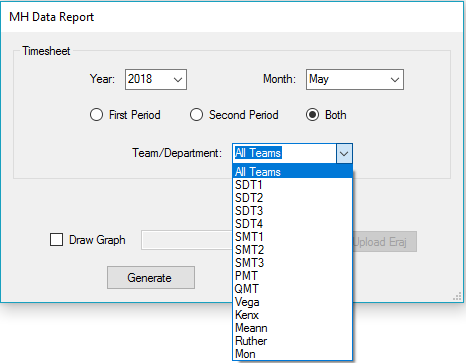 MH Data Report
Timesheet
Year: 2018 Month: May
First Period Second Period Both
Team/Department: All Teams
All Teams
SDT1
SDT2
SDT3
SDT4
SMT1
SMT2
SMT3
PMT
QMT
Vega
Kenx
Meann
Ruther
Mon
Draw Graph Upload Eraj
Generate